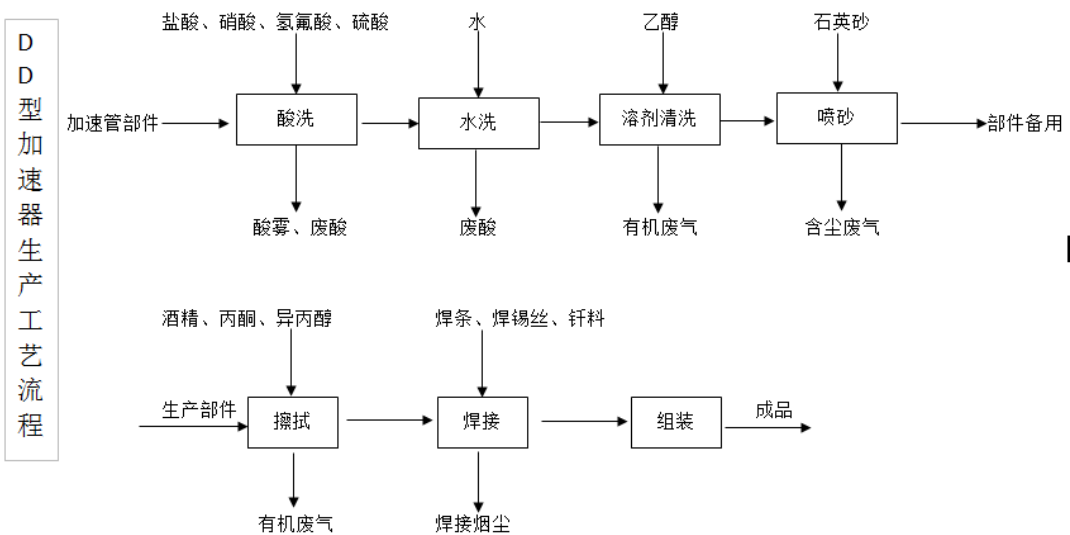 DD型加速器生产工艺流程
盐酸、硝酸、氢氟酸、硫酸
水
乙醇
石英砂
加速管部件
酸洗
水洗
溶剂清洗
喷砂
部件备用
酸雾、废酸
废酸
有机废气
含尘废气
酒精、丙酮、异丙醇
焊条、焊锡丝、钎料
生产部件
擦拭
焊接
组装
成品
有机废气
焊接烟尘